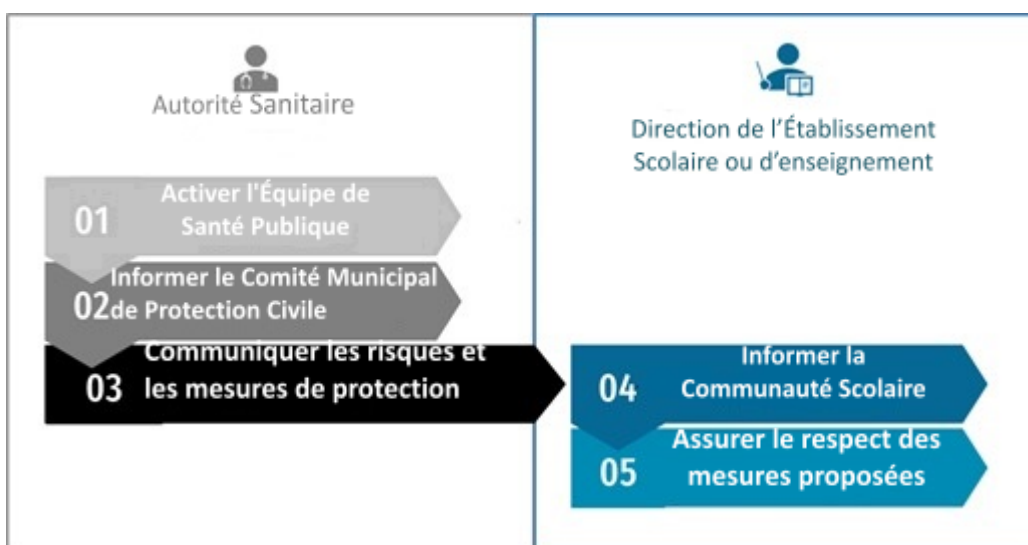 Autorité Sanitaire
01
Activer l'Équipe de
Santé Publique
02
Informer le Comité Municipal
de Protection Civile
03
Communiquer les risques et
les mesures de protection
Direction de l'Établissement
Scolaire ou d'enseignement
04
Informer la
Communauté Scolaire
05
Assurer le respect des
mesures proposées